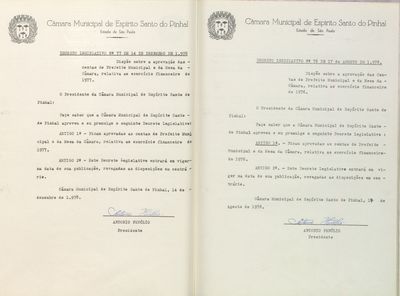 Câmara Municipal de Espírito Santo do Pinhal
Estado de São Paulo
DECRETO LEGISLATIVO Nº 77 DE 14 DE DEZEMBRO DE 1.978
Dispõe sobre a aprovação das
contas do Prefeito Municipal e da Mesa da
Câmara, relativa ao exercício financeiro de
1977.
O Presidente da Câmara Municipal de Espírito Santo do
Pinhal:
Faço saber que a Câmara Municipal de Espírito Santo do
Pinhal aprovou e eu promulgo o seguinte Decreto Legislativo:
ARTIGO 1º - Ficam aprovadas as contas do Prefeito Muni
cipal e da Mesa da Câmara, relativa ao exercício financeiro de
1977.
ARTIGO 2º - Este Decreto Legislativo entrará em vigor
na data de sua publicação, revogadas as disposições em contrá
rio.
Câmara Municipal de Espírito Santo do Pinhal, 14 de
dezembro de 1.978.
ANTONIO
Presidente
Câmara Municipal de Espírito Santo do Pinhal
Estado de São Paulo
DECRETO LEGISLATIVO Nº 76 DE 17 DE AGOSTO DE 1.978.
Dispõe sobre a aprovação das Con
tas do Prefeito Municipal e da Mesa da
Câmara, relativa ao exercício financeiro
de 1976.
O Presidente da Câmara Municipal de Espírito Santo do
Pinhal:
Faço saber que a Câmara Municipal de Espírito Santo do
Pinhal aprovou e eu promulgo o seguinte Decreto Legislativo:
ARTIGO 1º. - Ficam aprovadas as contas do Prefeito
Municipal e da Mesa da Câmara, relativa ao exercício financeiro
de 1976.
ARTIGO 2º. - Este Decreto Legislativo entrará em vi-
gor na data de sua publicação, revogadas as disposições em con
trário.
Câmara Municipal de Espírito Santo do Pinhal, 17 de
agosto de 1978.
ANTONIO
Presidente